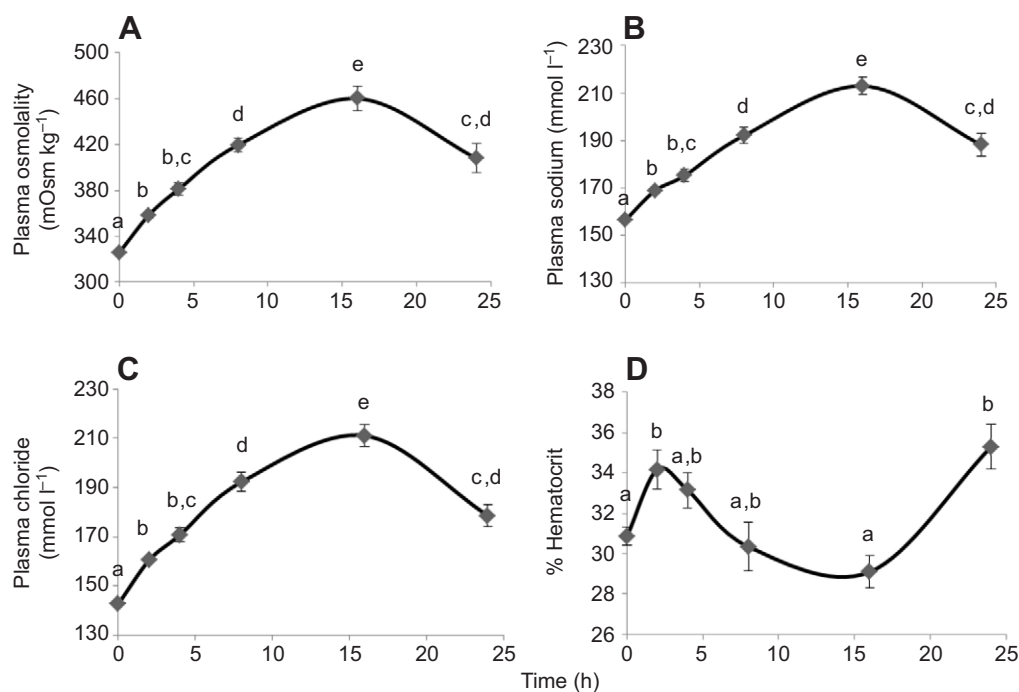 A
Plasma osmolality
(mOsm kg–1)
500
460
420
380
340
300
a
b
b,c
d
e
c,d
0
5
10
15
20
25
B
Plasma sodium (mmol l–1)
230
210
190
170
150
130
a
b
b,c
d
e
c,d
0
5
10
15
20
25
C
Plasma chloride
(mmol l–1)
230
210
190
170
150
130
a
b
b,c
d
e
c,d
0
5
10
15
20
25
D
% Hematocrit
38
36
34
32
30
28
26
a
b
a,b
a,b
a
b
0
5
10
15
20
25
Time (h)